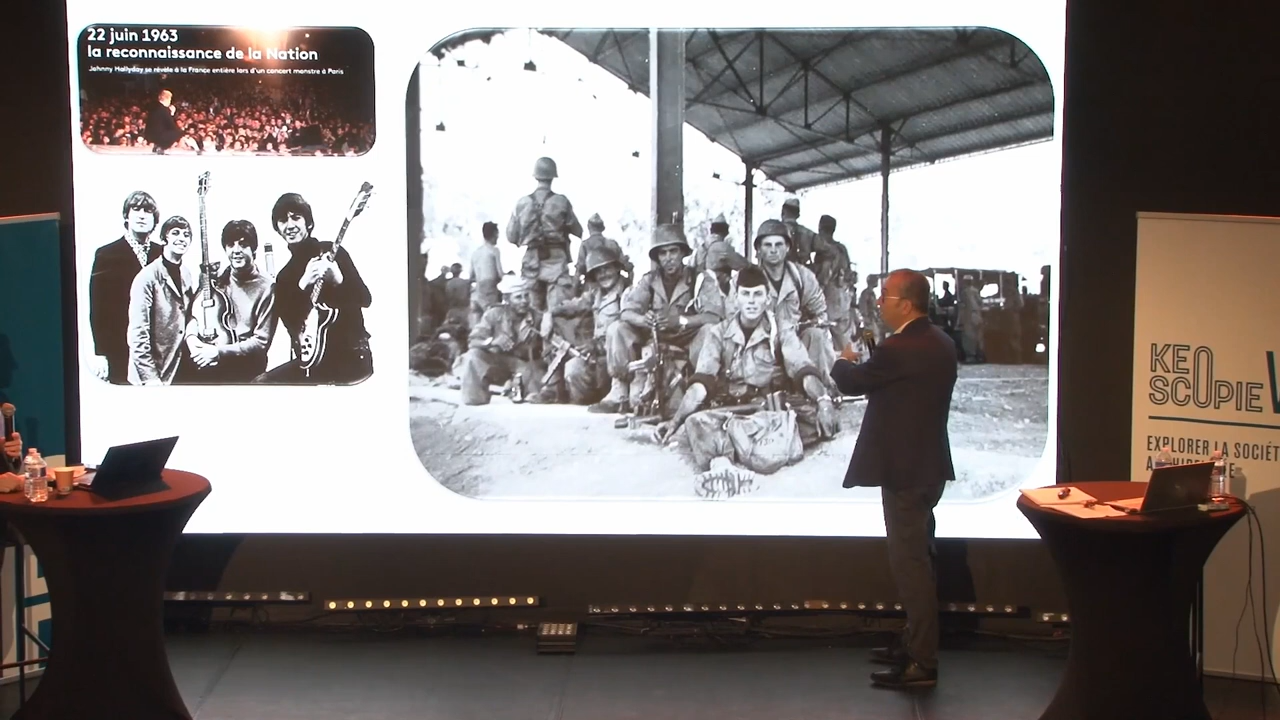 22 juin 1963
la reconnaissance de la Nation
Johnny Hallyday se révèle à la France entière lors d'un concert monstre à Paris
KEO
SCOPIE
EXPLORER LA SOCIÉT